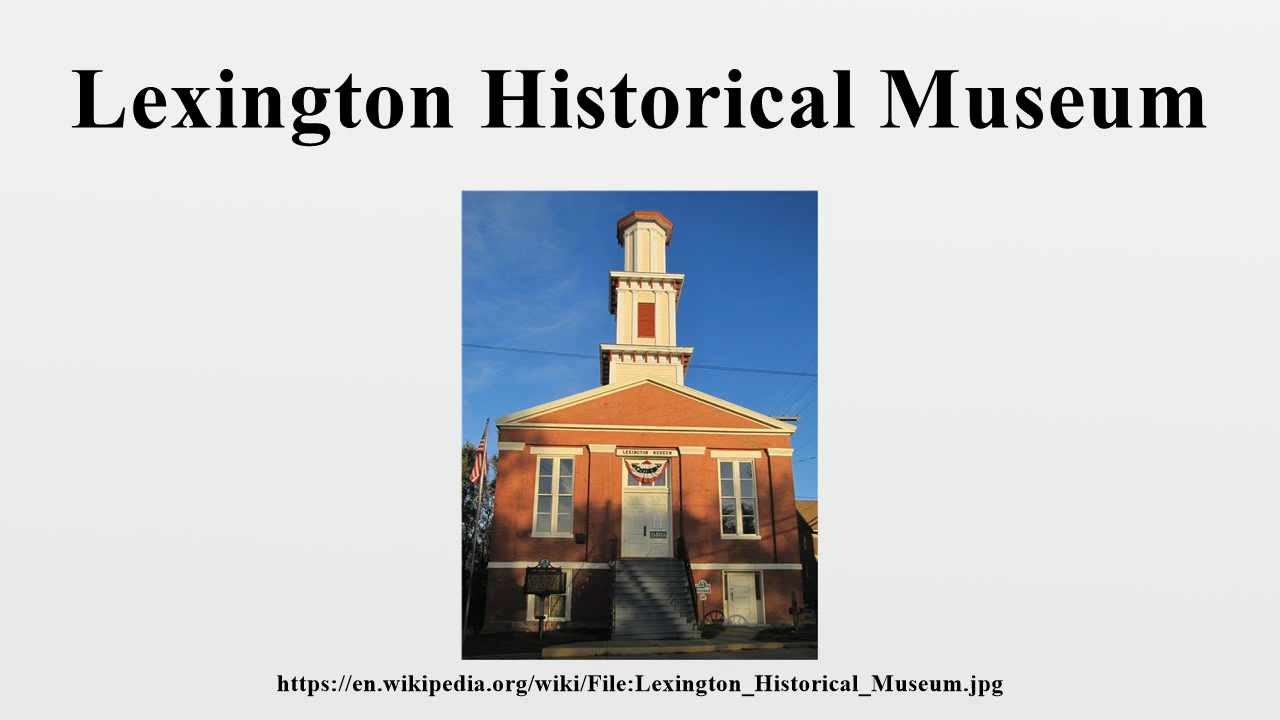 Lexington Historical Museum
LEXINGTON MUSEUM
https://en.wikipedia.org/wiki/File:Lexington_Historical_Museum.jpg